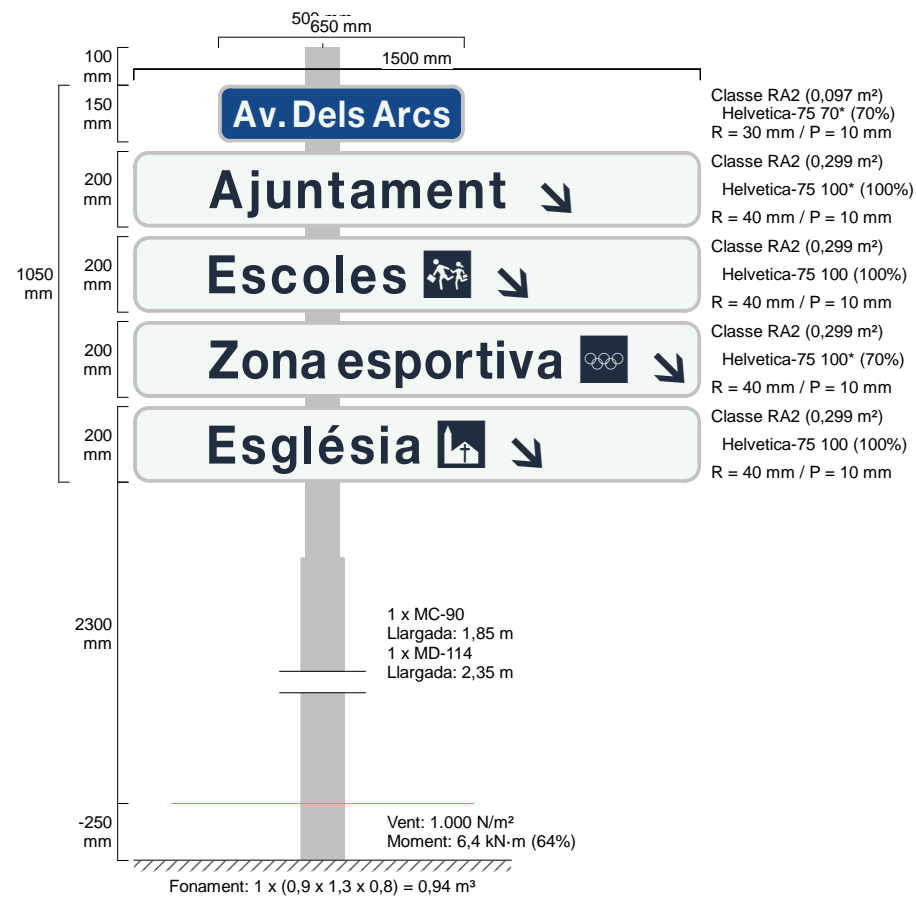 500 mm
650 mm
100 mm
1500 mm
150 mm
Av. Dels Arcs
Classe RA2 (0,097 m²)
Helvetica-75 70* (70%)
R = 30 mm / P = 10 mm
200 mm
Ajuntament
Classe RA2 (0,299 m²)
Helvetica-75 100* (100%)
R = 40 mm / P = 10 mm
1050 mm
200 mm
Escoles
Classe RA2 (0,299 m²)
Helvetica-75 100 (100%)
R = 40 mm / P = 10 mm
200 mm
Zona esportiva
Classe RA2 (0,299 m²)
Helvetica-75 100* (70%)
R = 40 mm / P = 10 mm
200 mm
Església
Classe RA2 (0,299 m²)
Helvetica-75 100 (100%)
R = 40 mm / P = 10 mm
2300 mm
1 x MC-90
Llargada: 1,85 m
1 x MD-114
Llargada: 2,35 m
-250 mm
Vent: 1.000 N/m²
Moment: 6,4 kN·m (64%)
Fonament: 1 x (0,9 x 1,3 x 0,8) = 0,94 m³